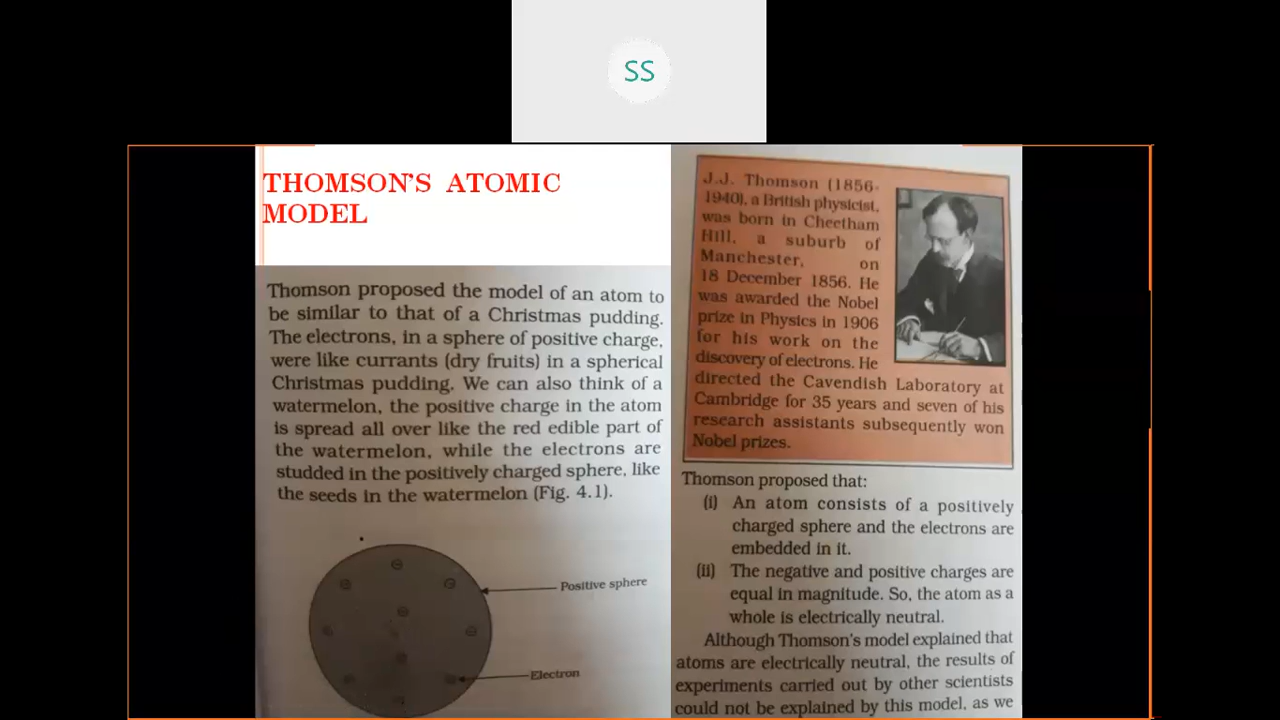 SS
THOMSON'S ATOMIC
MODEL
Thomson proposed the model of an atom to
be similar to that of a Christmas pudding.
The electrons, in a sphere of positive charge,
were like currants (dry fruits) in a spherical
Christmas pudding. We can also think of a
watermelon, the positive charge in the atom
is spread all over like the red edible part of
the watermelon, while the electrons are
studded in the positively charged sphere, like
the seeds in the watermelon (Fig. 4.1).
Positive sphere
Electron
J.J. Thomson (1856-
1940), a British physicist,
was born in Cheetham
Hill, a suburb of
Manchester, on
18 December 1856. He
was awarded the Nobel
prize in Physics in 1906
for his work on the
discovery of electrons. He
directed the Cavendish Laboratory at
Cambridge for 35 years and seven of his
research assistants subsequently won
Nobel prizes.
Thomson proposed that:
(i) An atom consists of a positively
charged sphere and the electrons are
embedded in it.
(ii) The negative and positive charges are
equal in magnitude. So, the atom as a
whole is electrically neutral.
Although Thomson's model explained that
atoms are electrically neutral, the results of
experiments carried out by other scientists
could not be explained by this model, as we